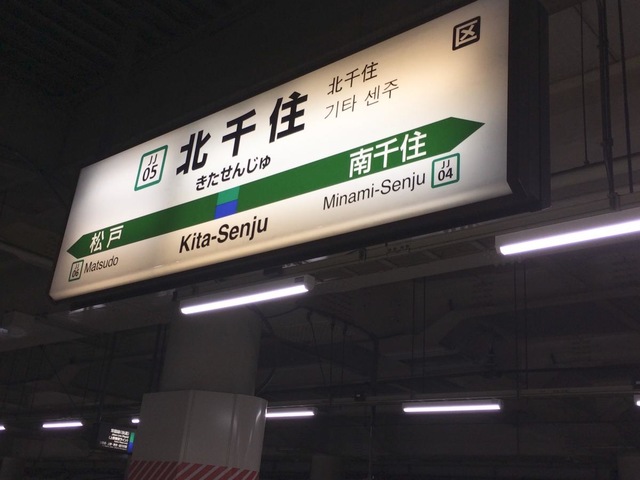 区
JJ
05
北千住
北千住
기타 센주
きたせんじゅ
松戸
南千住
JJ
06
Matsudo
Kita-Senju
Minami-Senju
JJ
04